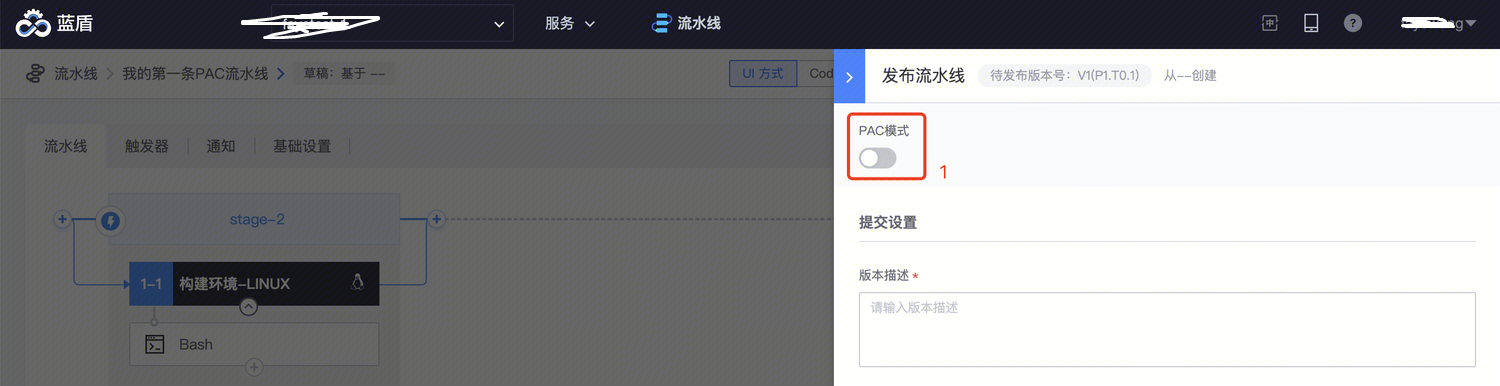 蓝盾
服务
流水线
中
?
流水线 > 我的第一条PAC流水线 > 草稿：基于 --
UI 方式 Cod
流水线 触发器 通知 基础设置
stage-2
1-1 构建环境-LINUX
Bash
发布流水线 待发布版本号：V1(P1.T0.1) 从--创建
PAC模式
1
提交设置
版本描述 *
请输入版本描述